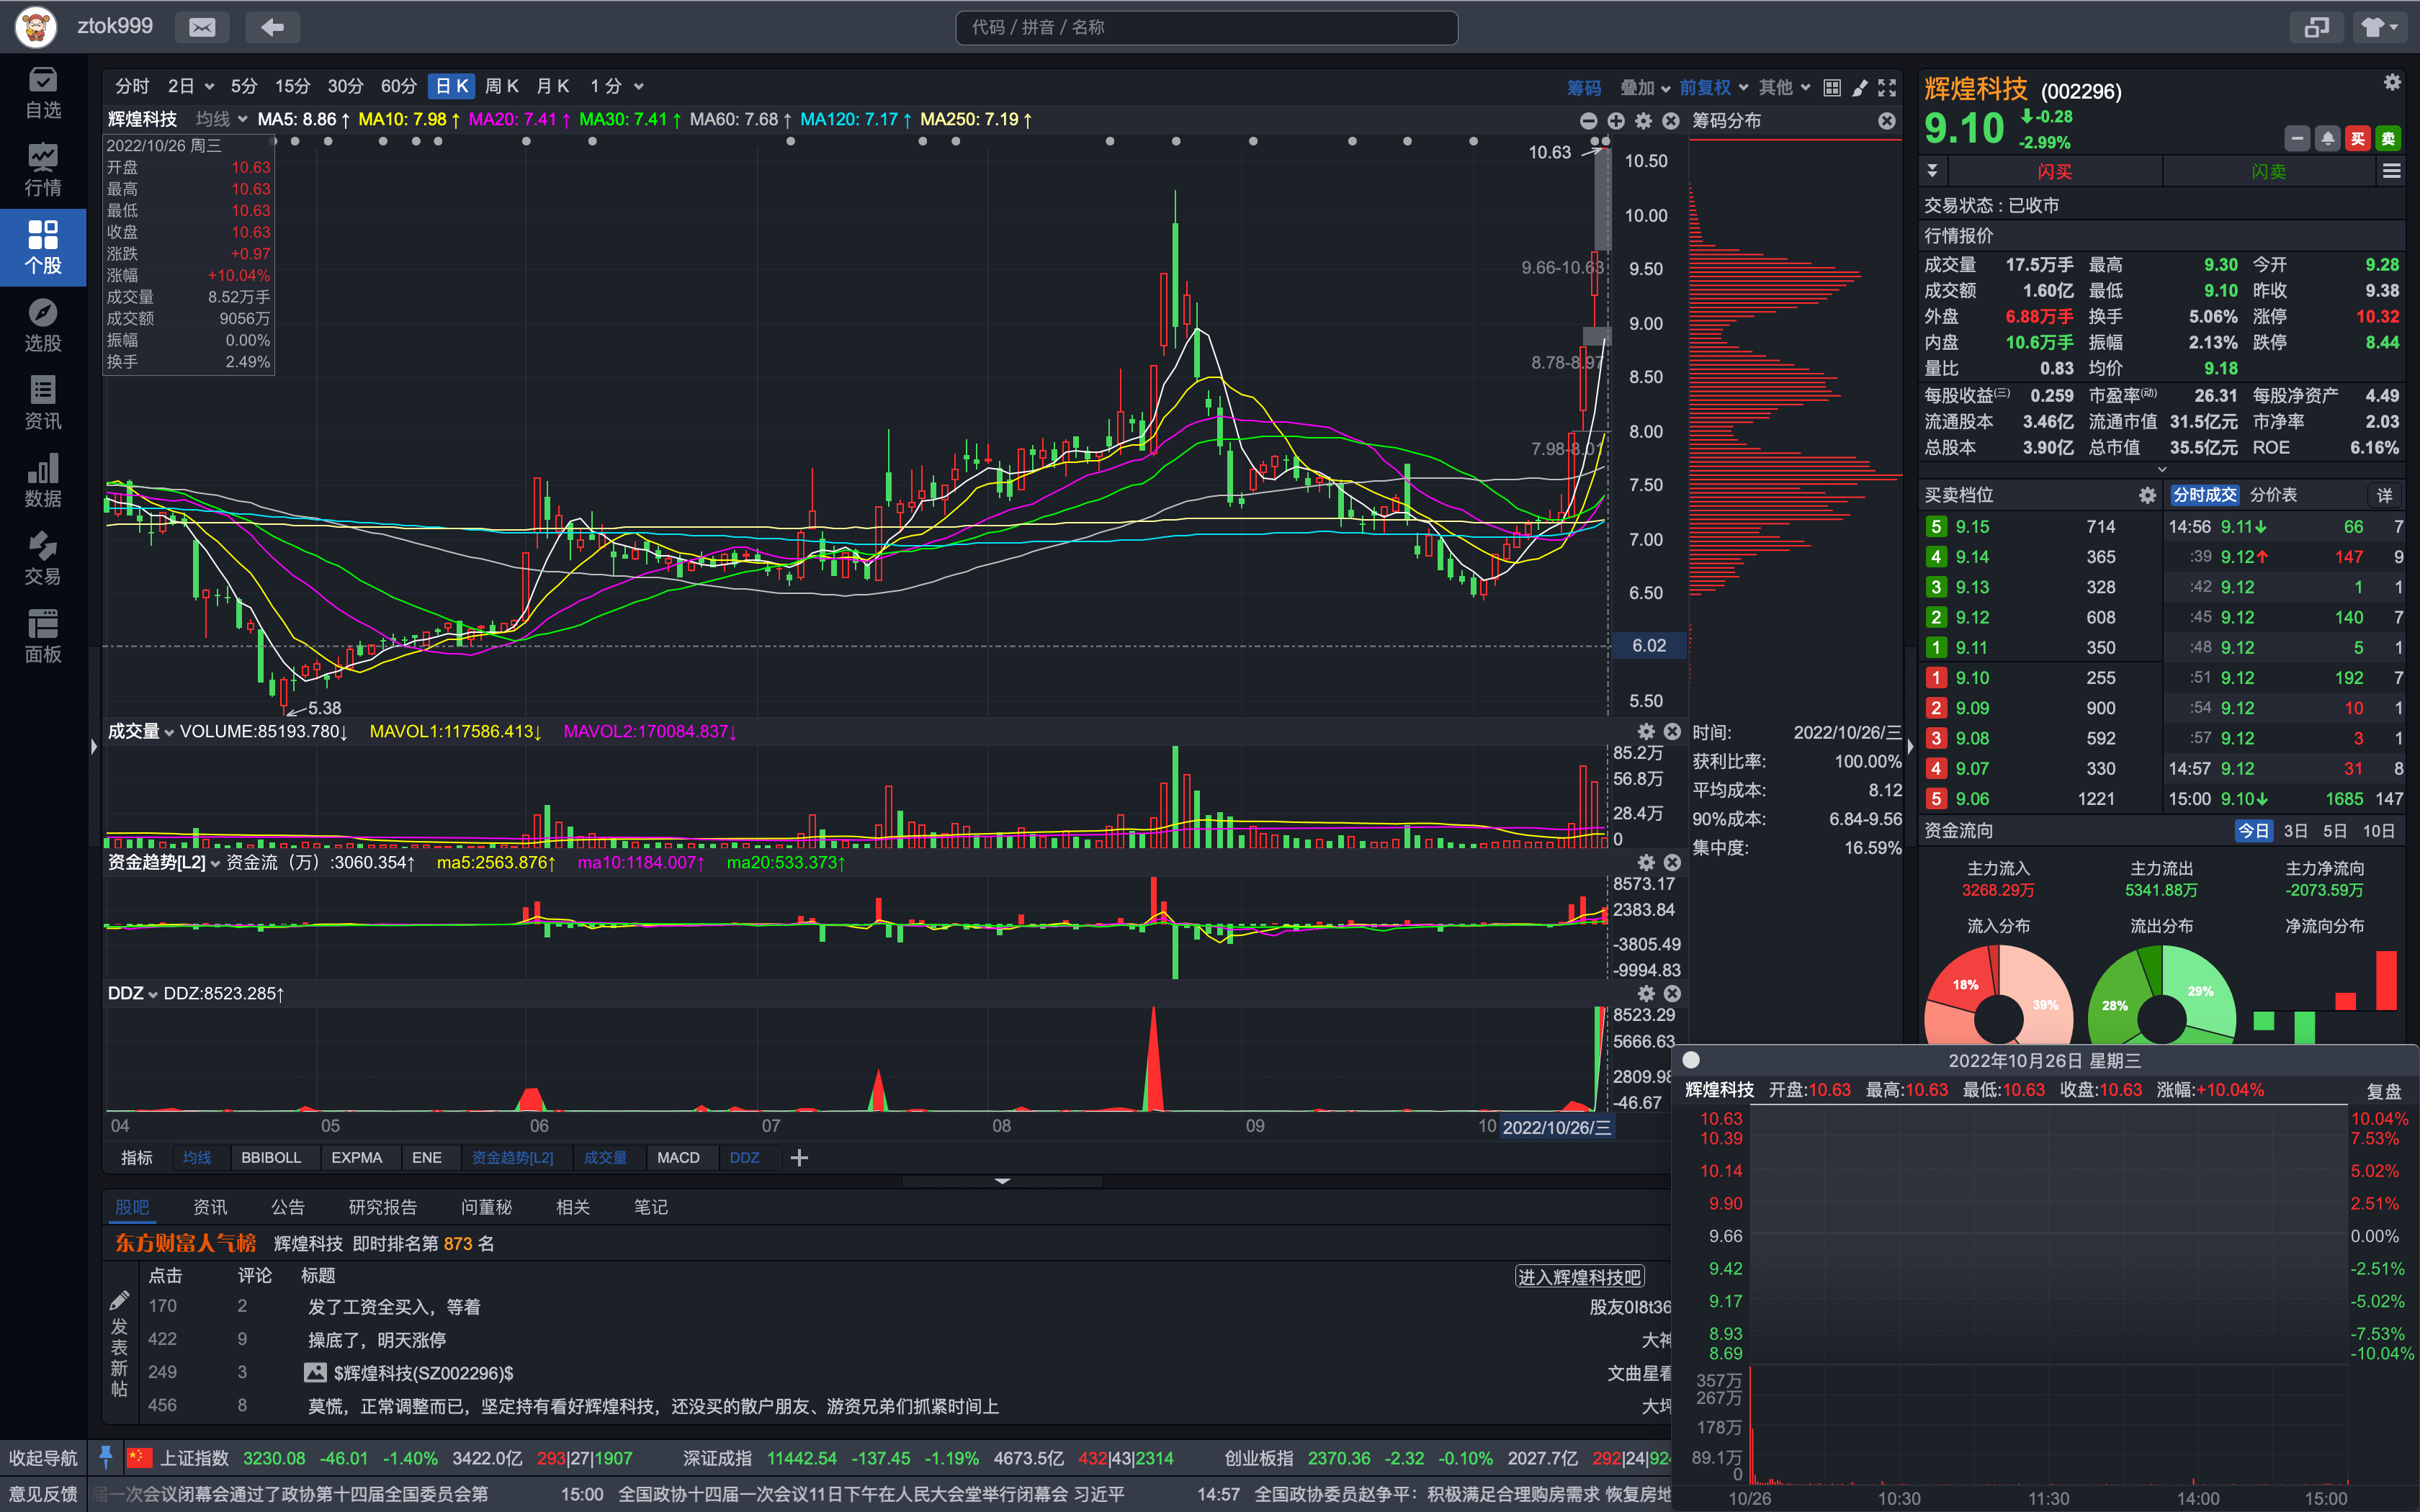 ztok999
代码 / 拼音 / 名称
自选
行情
个股
选股
资讯
数据
交易
面板
分时 2日 5分 15分 30分 60分 日K 周K 月K 1分 筹码 叠加 前复权 其他
辉煌科技 均线 MA5: 8.86↑ MA10: 7.98↑ MA20: 7.41↑ MA30: 7.41↑ MA60: 7.68↑ MA120: 7.17↑ MA250: 7.19↑
2022/10/26 周三
开盘 10.63
最高 10.63
最低 10.63
收盘 10.63
涨跌 +0.97
涨幅 +10.04%
成交量 8.52万手
成交额 9056万
振幅 0.00%
换手 2.49%
10.63
9.66-10.63
8.78-8.97
7.98-8.01
5.38
10.50
10.00
9.50
9.00
8.50
8.00
7.50
7.00
6.50
6.02
5.50
筹码分布
时间: 2022/10/26/三
获利比率: 100.00%
平均成本: 8.12
90%成本: 6.84-9.56
集中度: 16.59%
成交量 VOLUME:85193.780↓ MAVOL1:117586.413↓ MAVOL2:170084.837↓
85.2万
56.8万
28.4万
0
资金趋势[L2] 资金流（万）:3060.354↑ ma5:2563.876↑ ma10:1184.007↑ ma20:533.373↑
8573.17
2383.84
-3805.49
-9994.83
DDZ DDZ:8523.285↑
8523.29
5666.63
2809.98
-46.67
04 05 06 07 08 09 10 2022/10/26/三
指标 均线 BBIBOLL EXPMA ENE 资金趋势[L2] 成交量 MACD DDZ
股吧 资讯 公告 研究报告 问董秘 相关 笔记
东方财富人气榜 辉煌科技 即时排名第 873 名
点击 评论 标题 进入辉煌科技吧
发表新帖
170 2 发了工资全买入，等着 股友0l8t36
422 9 操底了，明天涨停 大神
249 3 $辉煌科技(SZ002296)$ 文曲星看
456 8 莫慌，正常调整而已，坚定持有看好辉煌科技，还没买的散户朋友、游资兄弟们抓紧时间上 大坪
辉煌科技 (002296)
9.10 -0.28
-2.99%
买 卖
闪买 闪卖
交易状态：已收市
行情报价
成交量 17.5万手 最高 9.30 今开 9.28
成交额 1.60亿 最低 9.10 昨收 9.38
外盘 6.88万手 换手 5.06% 涨停 10.32
内盘 10.6万手 振幅 2.13% 跌停 8.44
量比 0.83 均价 9.18
每股收益(三) 0.259 市盈率(动) 26.31 每股净资产 4.49
流通股本 3.46亿 流通市值 31.5亿元 市净率 2.03
总股本 3.90亿 总市值 35.5亿元 ROE 6.16%
买卖档位 分时成交 分价表 详
5 9.15 714 14:56 9.11↓ 66 7
4 9.14 365 :39 9.12↑ 147 9
3 9.13 328 :42 9.12 1 1
2 9.12 608 :45 9.12 140 7
1 9.11 350 :48 9.12 5 1
1 9.10 255 :51 9.12 192 7
2 9.09 900 :54 9.12 10 1
3 9.08 592 :57 9.12 3 1
4 9.07 330 14:57 9.12 31 8
5 9.06 1221 15:00 9.10↓ 1685 147
资金流向 今日 3日 5日 10日
主力流入 主力流出 主力净流向
3268.29万 5341.88万 -2073.59万
流入分布 流出分布 净流向分布
18% 39% 28% 29%
2022年10月26日 星期三
辉煌科技 开盘:10.63 最高:10.63 最低:10.63 收盘:10.63 涨幅:+10.04% 复盘
10.63 10.04%
10.39 7.53%
10.14 5.02%
9.90 2.51%
9.66 0.00%
9.42 -2.51%
9.17 -5.02%
8.93 -7.53%
8.69 -10.04%
357万
267万
178万
89.1万
0
10/26 10:30 11:30 14:00 15:00
收起导航 上证指数 3230.08 -46.01 -1.40% 3422.0亿 293|27|1907 深证成指 11442.54 -137.45 -1.19% 4673.5亿 432|43|2314 创业板指 2370.36 -2.32 -0.10% 2027.7亿 292|24|924
意见反馈 届一次会议闭幕会通过了政协第十四届全国委员会第 15:00 全国政协十四届一次会议11日下午在人民大会堂举行闭幕会 习近平 14:57 全国政协委员赵争平：积极满足合理购房需求 恢复房地